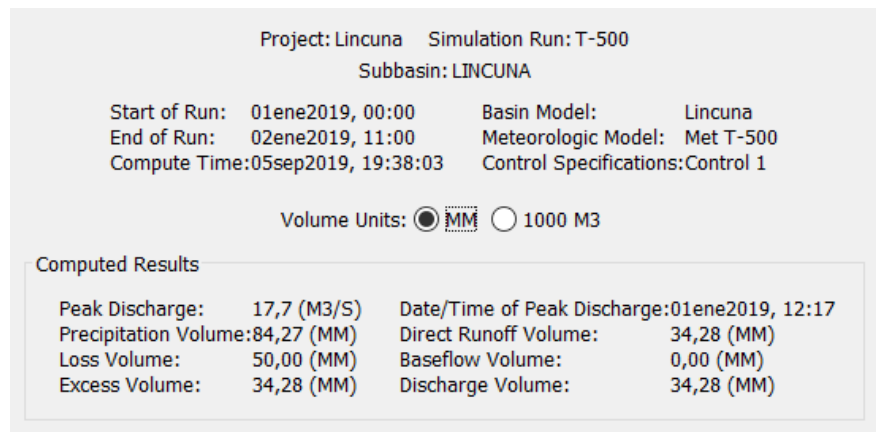 Project: Lincuna Simulation Run: T-500
Subbasin: LINCUNA
Start of Run: 01ene2019, 00:00 Basin Model: Lincuna
End of Run: 02ene2019, 11:00 Meteorologic Model: Met T-500
Compute Time:05sep2019, 19:38:03 Control Specifications:Control 1
Volume Units: MM 1000 M3
Computed Results
Peak Discharge: 17,7 (M3/S) Date/Time of Peak Discharge:01ene2019, 12:17
Precipitation Volume:84,27 (MM) Direct Runoff Volume: 34,28 (MM)
Loss Volume: 50,00 (MM) Baseflow Volume: 0,00 (MM)
Excess Volume: 34,28 (MM) Discharge Volume: 34,28 (MM)